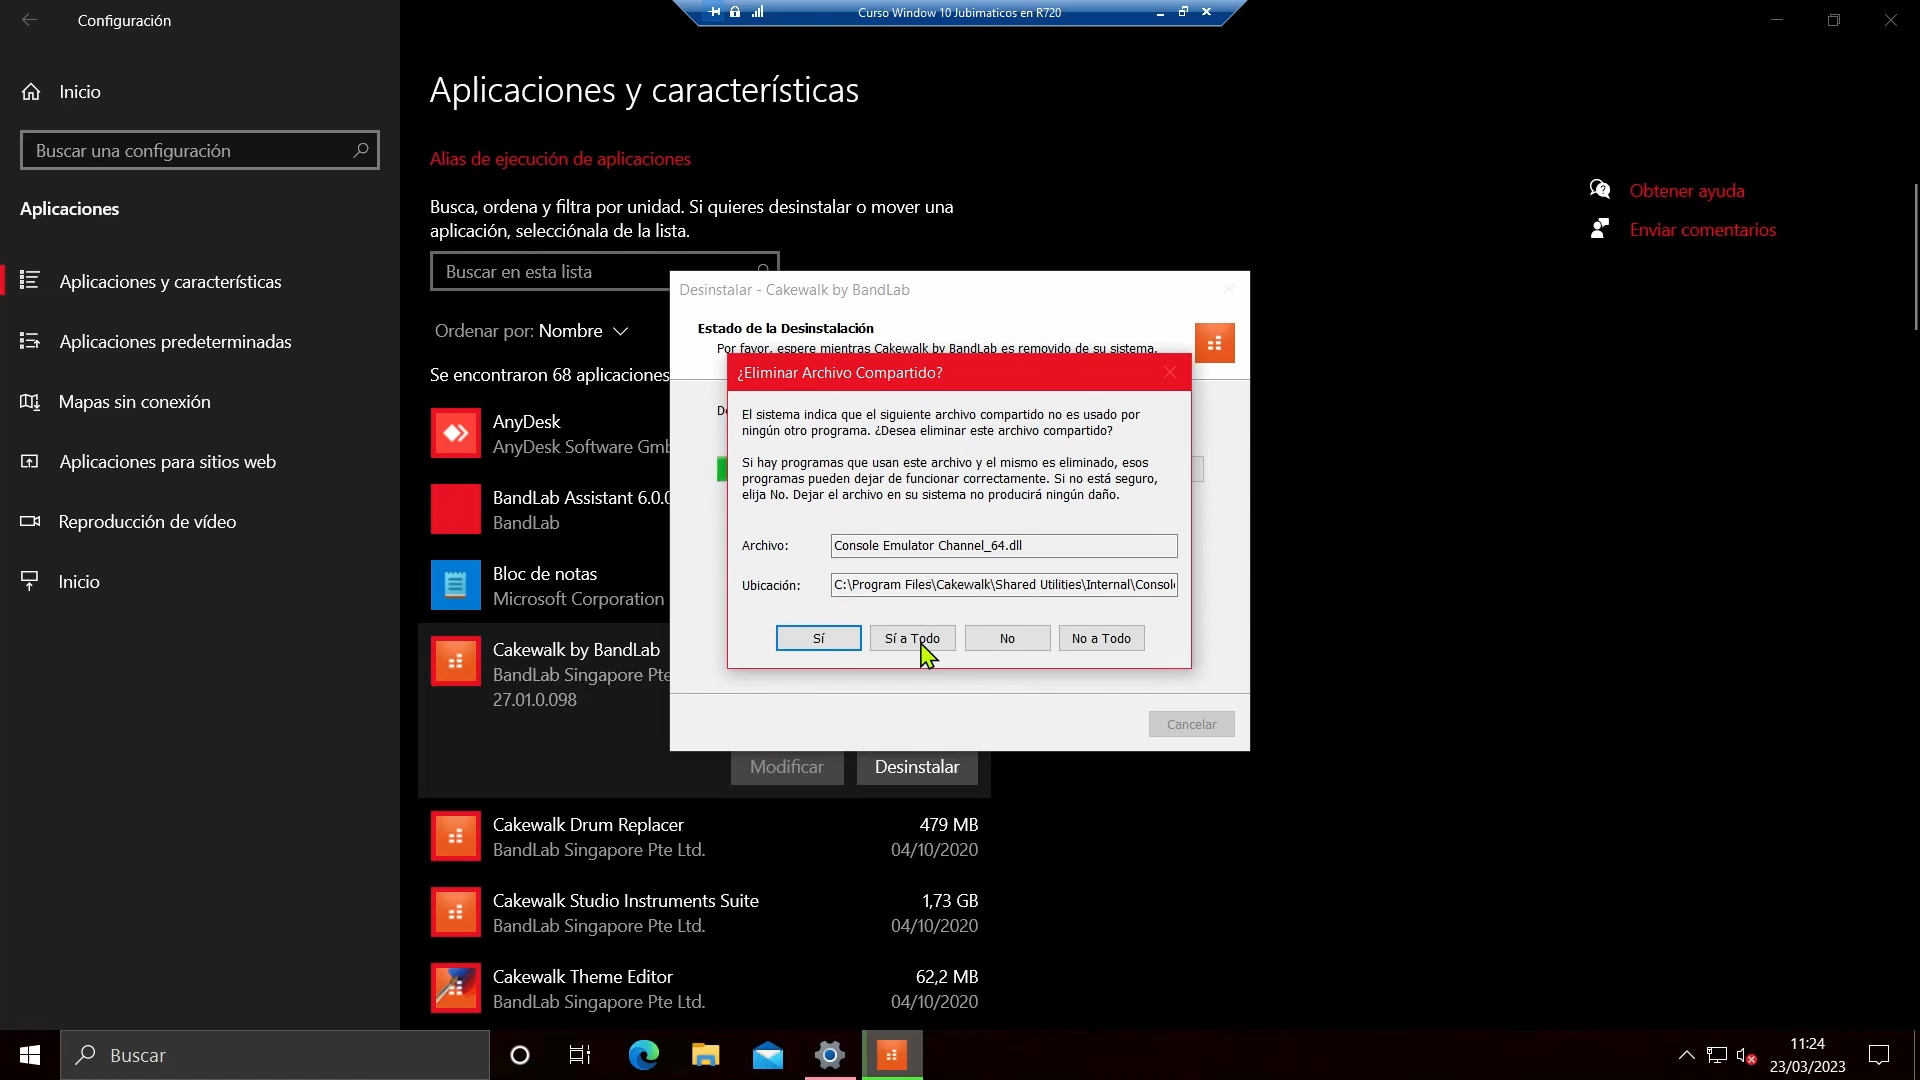 Configuración
Curso Window 10 Jubimaticos en R720
Inicio
Buscar una configuración
Aplicaciones
Aplicaciones y características
Aplicaciones predeterminadas
Mapas sin conexión
Aplicaciones para sitios web
Reproducción de vídeo
Inicio
Aplicaciones y características
Alias de ejecución de aplicaciones
Busca, ordena y filtra por unidad. Si quieres desinstalar o mover una
aplicación, selecciónala de la lista.
Buscar en esta lista
Ordenar por: Nombre
Se encontraron 68 aplicaciones
AnyDesk
AnyDesk Software Gmb
BandLab Assistant 6.0.0
BandLab
Bloc de notas
Microsoft Corporation
Cakewalk by BandLab
BandLab Singapore Pte
27.01.0.098
Modificar
Desinstalar
Cakewalk Drum Replacer
479 MB
BandLab Singapore Pte Ltd.
04/10/2020
Cakewalk Studio Instruments Suite
1,73 GB
BandLab Singapore Pte Ltd.
04/10/2020
Cakewalk Theme Editor
62,2 MB
BandLab Singapore Pte Ltd.
04/10/2020
Obtener ayuda
Enviar comentarios
Desinstalar - Cakewalk by BandLab
Estado de la Desinstalación
Por favor, espere mientras Cakewalk by BandLab es removido de su sistema.
¿Eliminar Archivo Compartido?
El sistema indica que el siguiente archivo compartido no es usado por
ningún otro programa. ¿Desea eliminar este archivo compartido?
Si hay programas que usan este archivo y el mismo es eliminado, esos
programas pueden dejar de funcionar correctamente. Si no está seguro,
elija No. Dejar el archivo en su sistema no producirá ningún daño.
Archivo:
Console Emulator Channel_64.dll
Ubicación:
C:\Program Files\Cakewalk\Shared Utilities\Internal\Consol
Sí
Sí a Todo
No
No a Todo
Cancelar
Buscar
11:24
23/03/2023